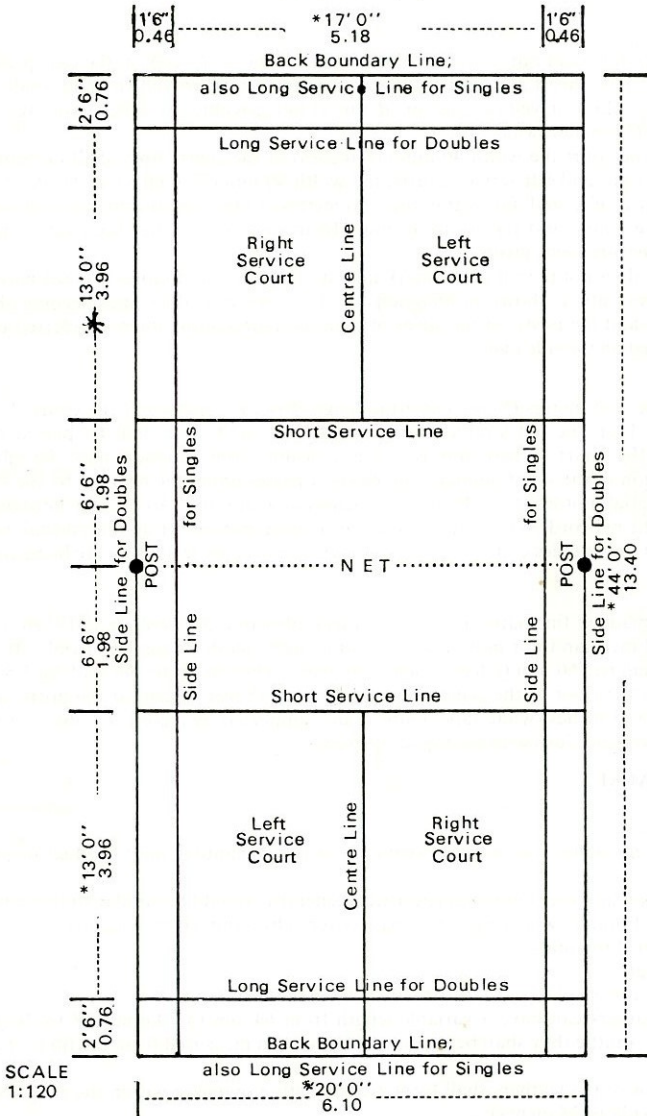 1'6" *17'0" 1'6"
0.46 5.18 0.46
Back Boundary Line;
also Long Service Line for Singles
2'6"
0.76
Long Service Line for Doubles
Right
Service
Court
Left
Service
Court
Centre Line
* 13'0"
3.96
Short Service Line
for Singles
for Singles
6'6"
1.98
Side Line for Doubles
POST
NET
POST
Side Line for Doubles
* 44'0"
13.40
6'6"
1.98
Side Line
Side Line
Short Service Line
Left
Service
Court
Right
Service
Court
Centre Line
* 13'0"
3.96
Long Service Line for Doubles
2'6"
0.76
Back Boundary Line;
also Long Service Line for Singles
SCALE
1:120
*20'0"
6.10